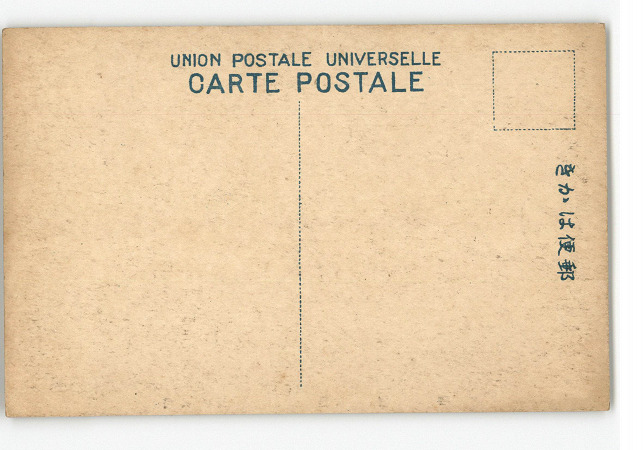 UNION POSTALE UNIVERSELLE
CARTE POSTALE
郵便はかき